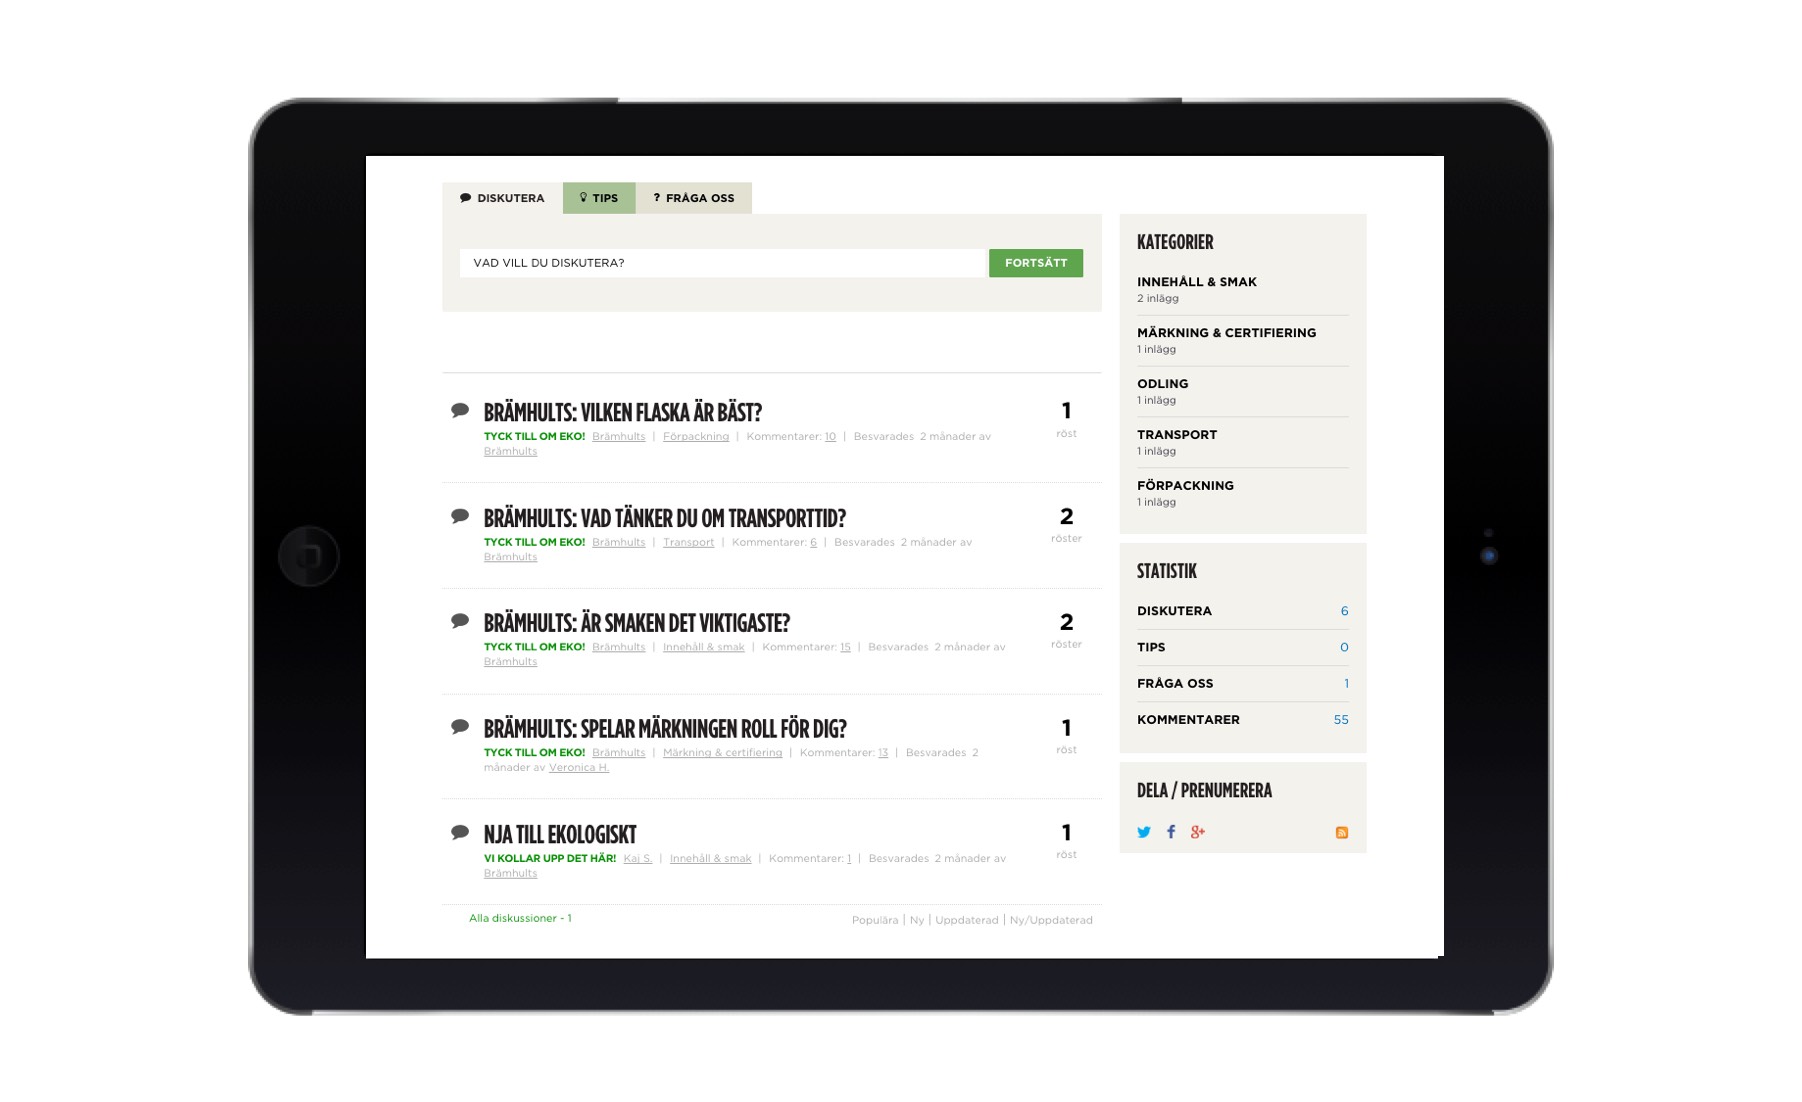 DISKUTERA
TIPS
? FRÅGA OSS
VAD VILL DU DISKUTERA?
FORTSÄTT
BRÄMHULTS: VILKEN FLASKA ÄR BÄST?
1
röst
TYCK TILL OM EKO! Brämhults | Förpackning | Kommentarer: 10 | Besvarades 2 månader av
Brämhults
BRÄMHULTS: VAD TÄNKER DU OM TRANSPORTTID?
2
röster
TYCK TILL OM EKO! Brämhults | Transport | Kommentarer: 6 | Besvarades 2 månader av
Brämhults
BRÄMHULTS: ÄR SMAKEN DET VIKTIGASTE?
2
röster
TYCK TILL OM EKO! Brämhults | Innehåll & smak | Kommentarer: 15 | Besvarades 2 månader av
Brämhults
BRÄMHULTS: SPELAR MÄRKNINGEN ROLL FÖR DIG?
1
röst
TYCK TILL OM EKO! Brämhults | Märkning & certifiering | Kommentarer: 13 | Besvarades 2
månader av Veronica H.
NJA TILL EKOLOGISKT
1
röst
VI KOLLAR UPP DET HÄR! Kaj S. | Innehåll & smak | Kommentarer: 1 | Besvarades 2 månader av
Brämhults
Alla diskussioner - 1
Populära | Ny | Uppdaterad | Ny/Uppdaterad
KATEGORIER
INNEHÅLL & SMAK
2 inlägg
MÄRKNING & CERTIFIERING
1 inlägg
ODLING
1 inlägg
TRANSPORT
1 inlägg
FÖRPACKNING
1 inlägg
STATISTIK
DISKUTERA 6
TIPS 0
FRÅGA OSS 1
KOMMENTARER 55
DELA / PRENUMERERA